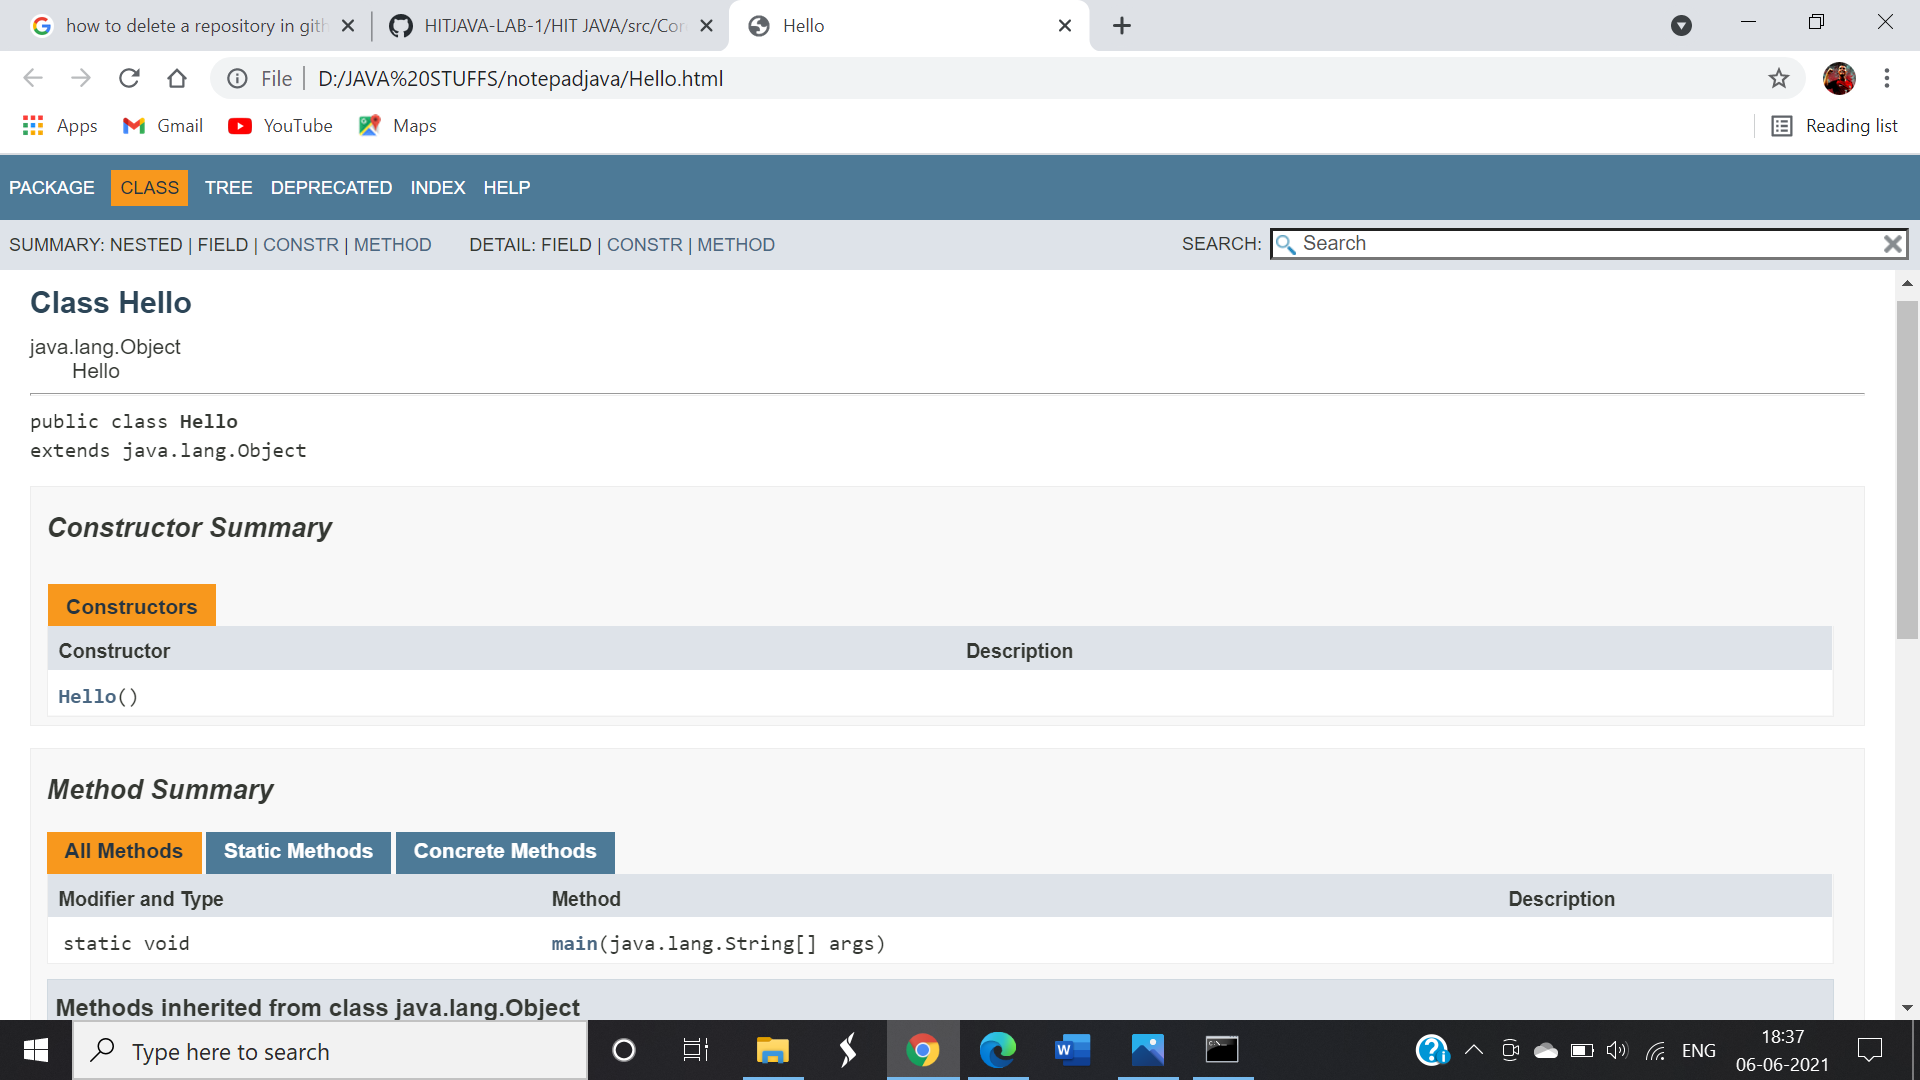 how to delete a repository in gith
HITJAVA-LAB-1/HIT JAVA/src/Cor
Hello
File | D:/JAVA%20STUFFS/notepadjava/Hello.html
Apps Gmail YouTube Maps Reading list
PACKAGE CLASS TREE DEPRECATED INDEX HELP
SUMMARY: NESTED | FIELD | CONSTR | METHOD DETAIL: FIELD | CONSTR | METHOD SEARCH: Search
Class Hello
java.lang.Object
Hello
public class Hello
extends java.lang.Object
Constructor Summary
Constructors
Constructor Description
Hello()
Method Summary
All Methods Static Methods Concrete Methods
Modifier and Type Method Description
static void main(java.lang.String[] args)
Methods inherited from class java.lang.Object
Type here to search
ENG
18:37
06-06-2021